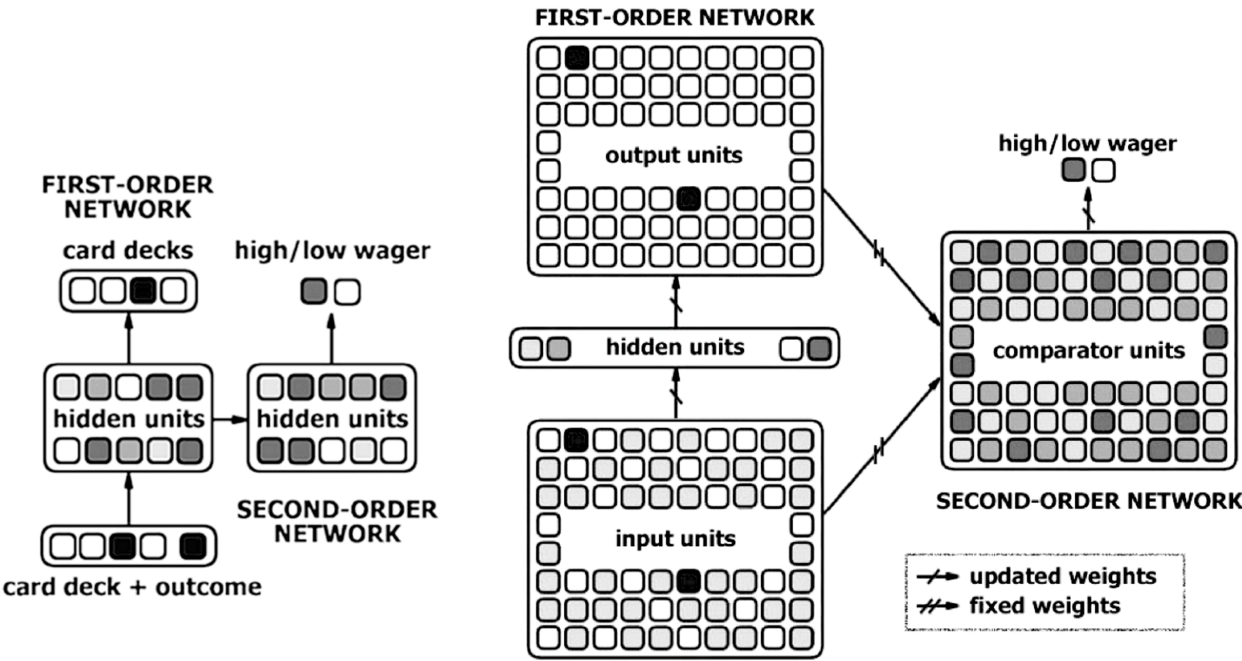 FIRST-ORDER
NETWORK
card decks
high/low wager
hidden units
hidden units
SECOND-ORDER
NETWORK
card deck + outcome
FIRST-ORDER NETWORK
output units
hidden units
input units
high/low wager
comparator units
SECOND-ORDER NETWORK
updated weights
fixed weights